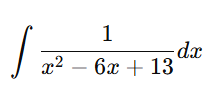 ∫ 1/(x² − 6x + 13) dx